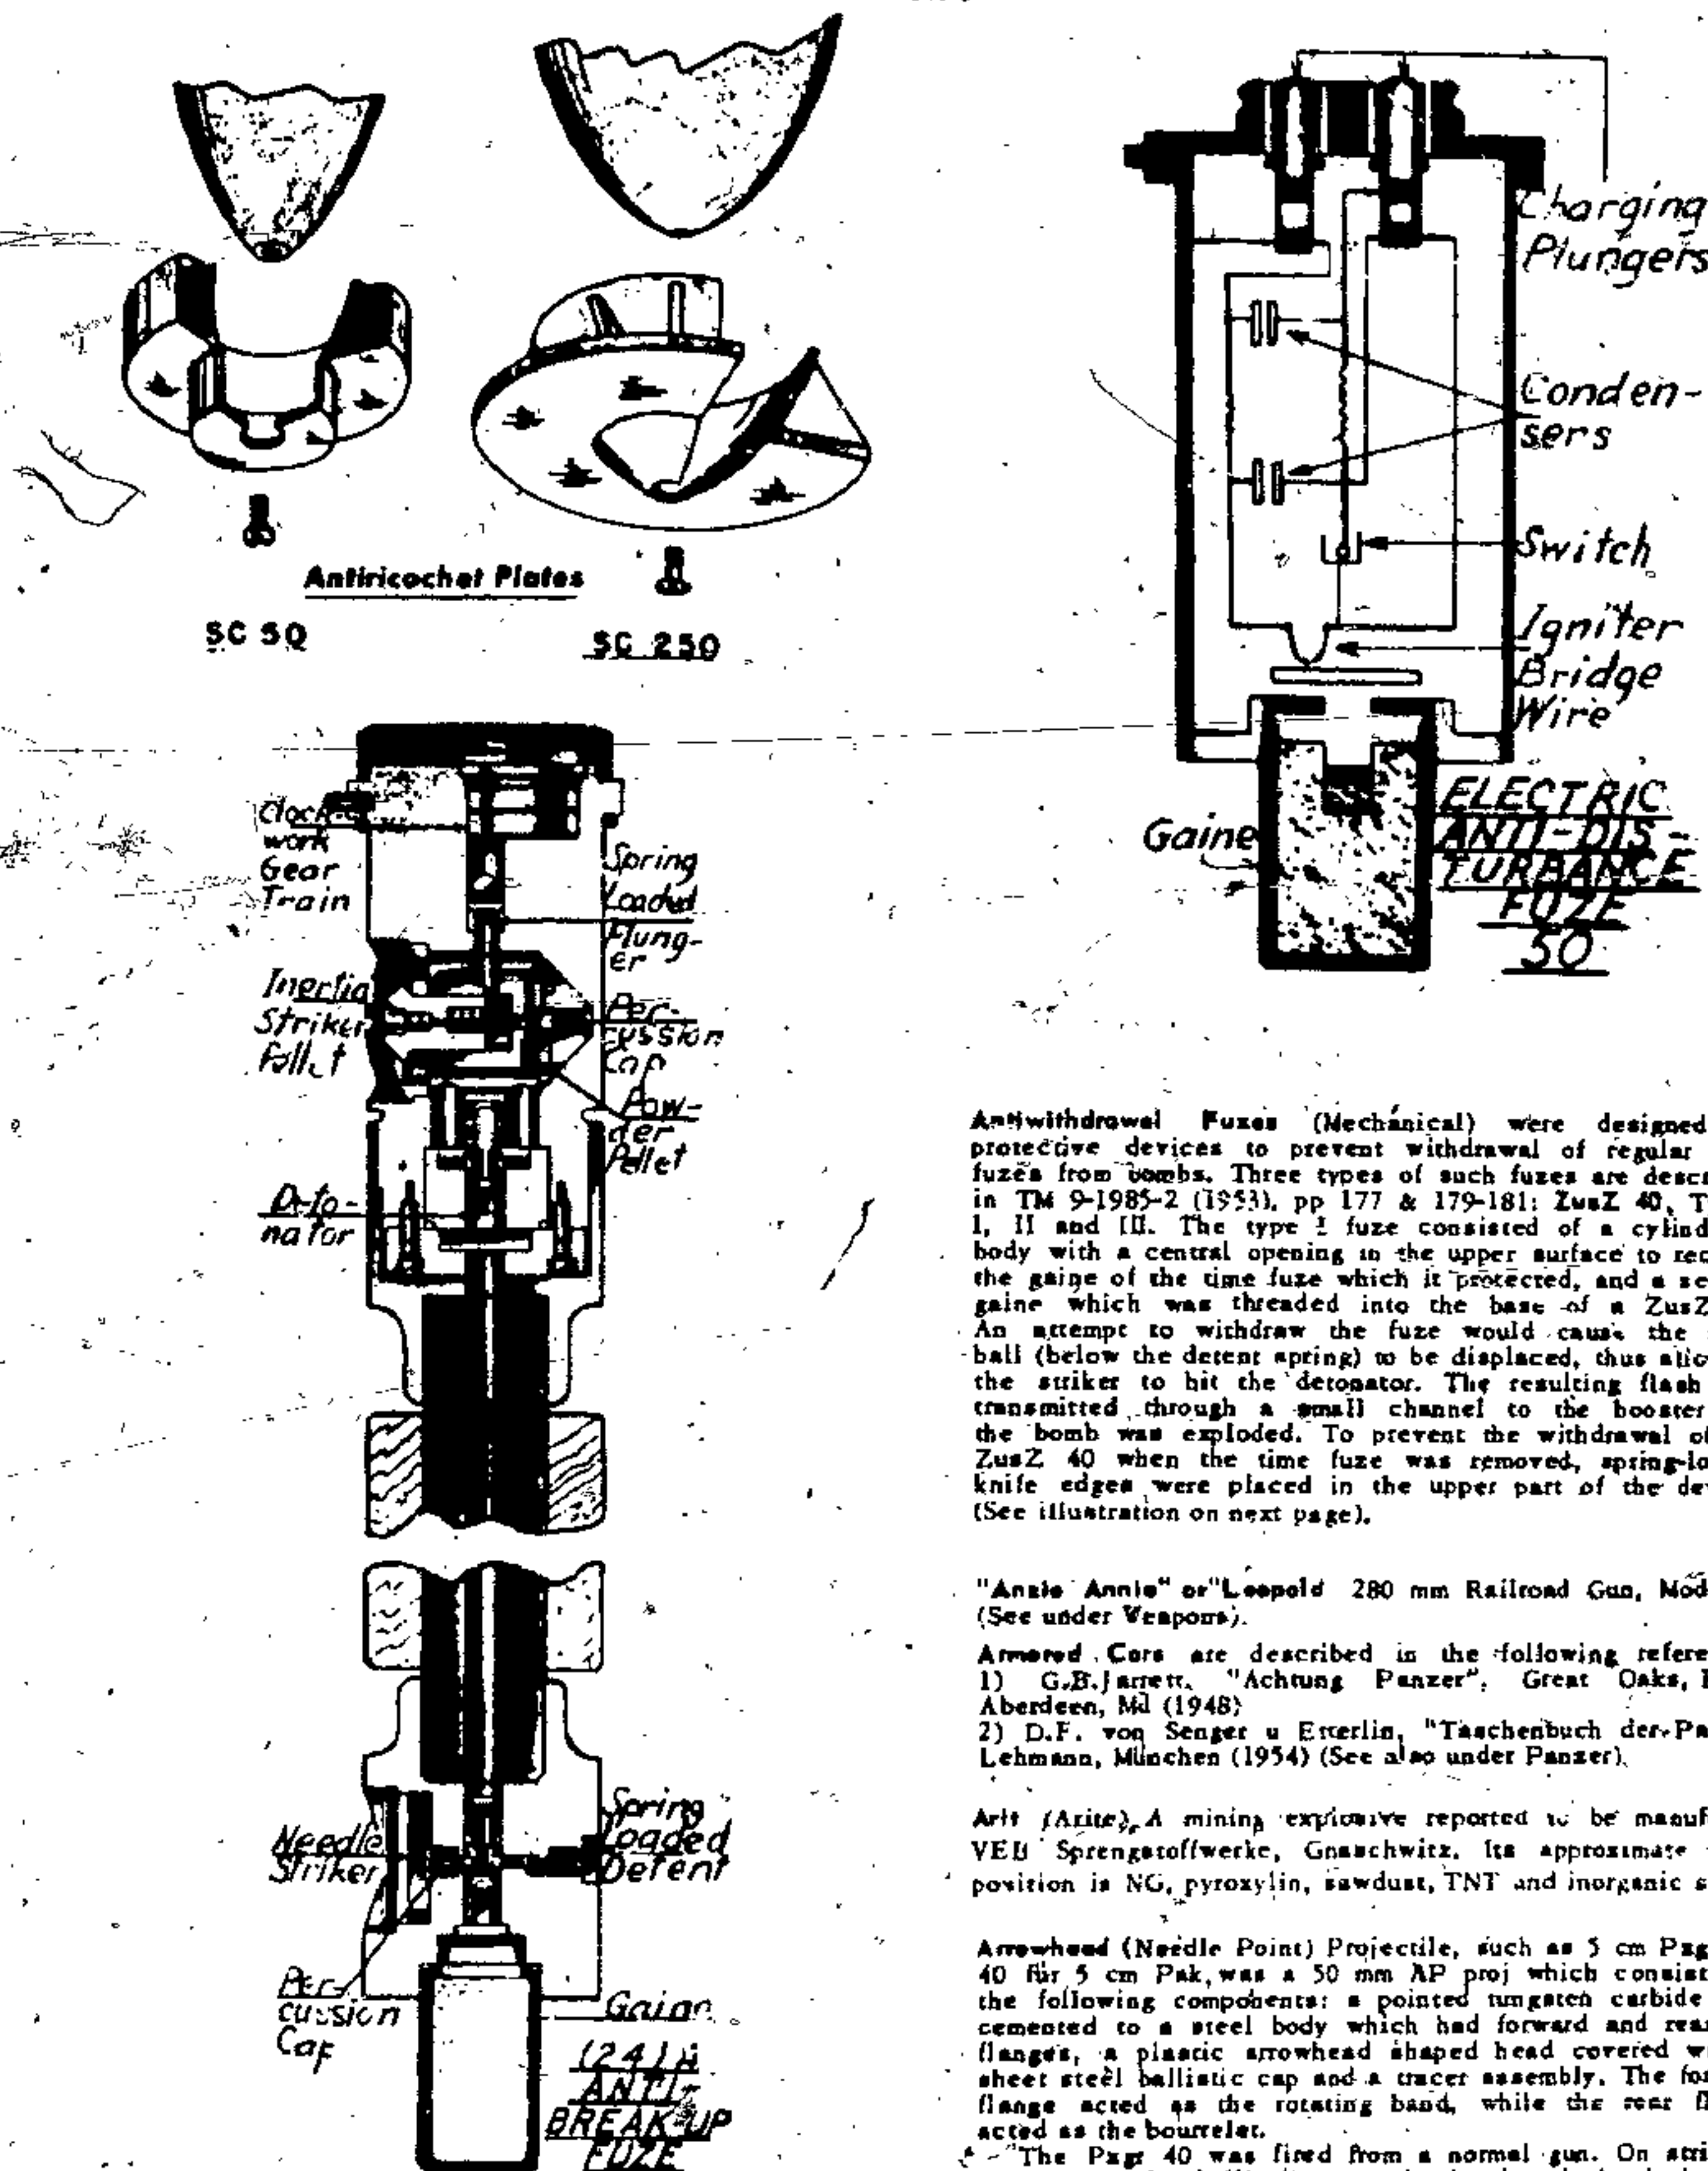 Antiricochet Plates
SC 50
SC 250
Charging
Plungers
Conden-
sers
Switch
Igniter
Bridge
Wire
Gaine
ELECTRIC
ANTI-DIS-
TURBANCE
FUZE
50
Clock-
work
Gear
Train
Spring
Loaded
Plung-
er
Inertia
Striker
Pellet
Per-
cussion
Cap
Pow-
der
Pellet
Deto-
nator
Needle
Striker
Spring
Loaded
Detent
Per-
cussion
Cap
Gaine
(24)A
ANTI-
BREAK-UP
FUZE
Antiwithdrawal Fuzes (Mechanical) were designed
protective devices to prevent withdrawal of regular
fuzes from bombs. Three types of such fuzes are descr
in TM 9-1985-2 (1953), pp 177 & 179-181: ZusZ 40, T
I, II and III. The type I fuze consisted of a cylind
body with a central opening in the upper surface to rec
the gaine of the time fuze which it protected, and a se
gaine which was threaded into the base of a ZusZ
An attempt to withdraw the fuze would cause the
ball (below the detent spring) to be displaced, thus allo
the striker to hit the detonator. The resulting flash
transmitted through a small channel to the booster
the bomb was exploded. To prevent the withdrawal of
ZusZ 40 when the time fuze was removed, spring-lo
knife edges were placed in the upper part of the de
(See illustration on next page).
"Anzio Annie" or "Leopold 280 mm Railroad Gun, Mod
(See under Weapons).
Armored Cars are described in the following refere
1) G.B.Jarrett, "Achtung Panzer", Great Oaks,
Aberdeen, Md (1948)
2) D.F. von Senger u Etterlin, "Taschenbuch der Pa
Lehmann, München (1954) (See also under Panzer).
Arit (Arite). A mining explosive reported to be manuf
VEB Sprengstoffwerke, Gnaschwitz. Its approximate
position is NG, pyroxylin, sawdust, TNT and inorganic s
Arrowhead (Needle Point) Projectile, such as 5 cm Pzg
40 für 5 cm Pak, was a 50 mm AP proj which consist
the following components: a pointed tungsten carbide
cemented to a steel body which had forward and rea
flanges, a plastic arrowhead shaped head covered w
sheet steel ballistic cap and a tracer assembly. The for
flange acted as the rotating band, while the rear fl
acted as the bourrelet.
"The Pzgr 40 was fired from a normal gun. On stri